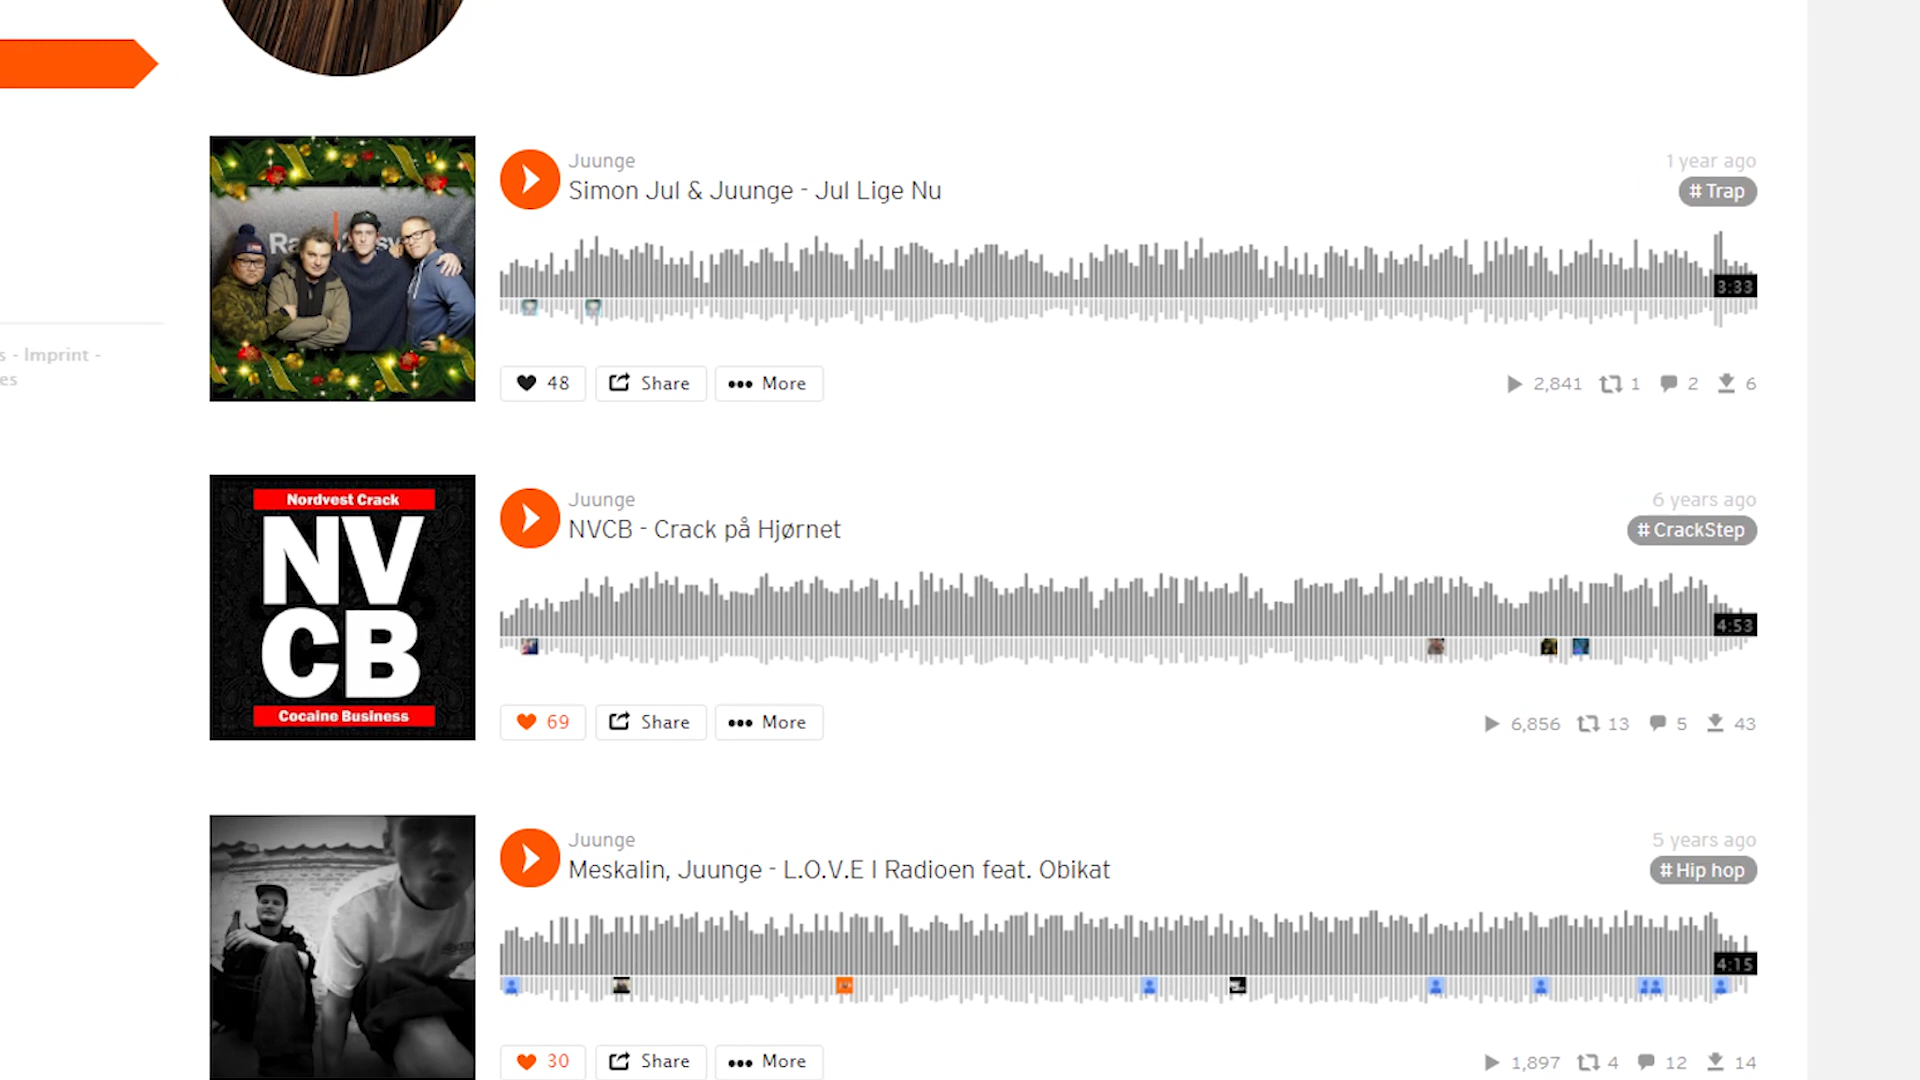 s - Imprint -
es
Juunge
1 year ago
Simon Jul & Juunge - Jul Lige Nu
# Trap
3:33
48 Share More
2,841 1 2 6
Nordvest Crack
NV
CB
Cocaine Business
Juunge
6 years ago
NVCB - Crack på Hjørnet
# CrackStep
4:53
69 Share More
6,856 13 5 43
Juunge
5 years ago
Meskalin, Juunge - L.O.V.E I Radioen feat. Obikat
# Hip hop
4:15
30 Share More
1,897 4 12 14